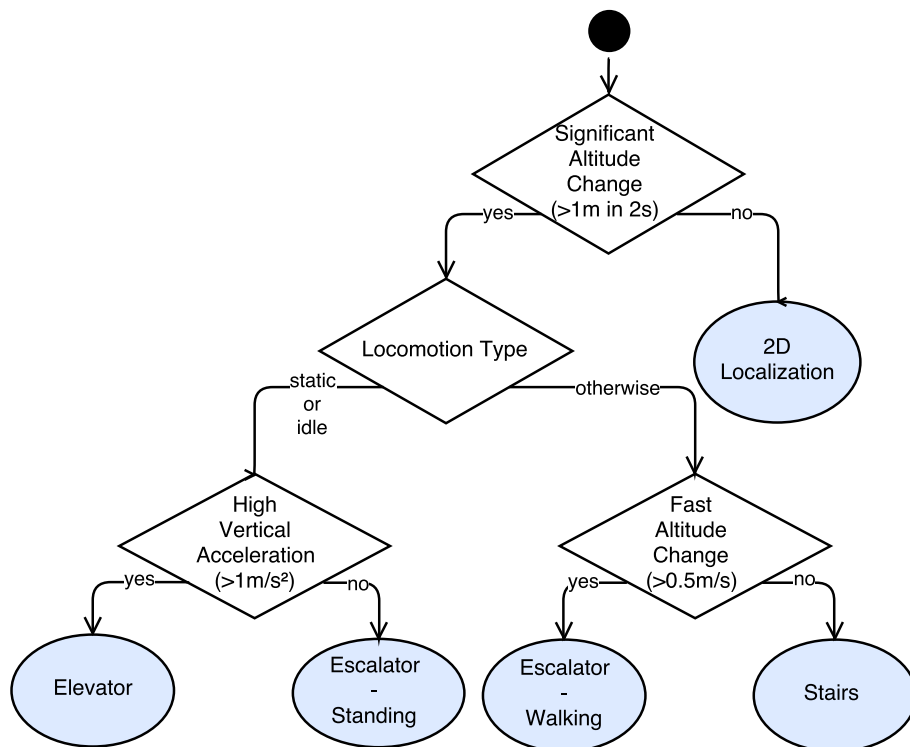 Significant
Altitude
Change
(>1m in 2s)
yes
no
Locomotion Type
2D
Localization
static
or
idle
otherwise
High
Vertical
Acceleration
(>1m/s²)
Fast
Altitude
Change
(>0.5m/s)
yes
no
yes
no
Elevator
Escalator
-
Standing
Escalator
-
Walking
Stairs